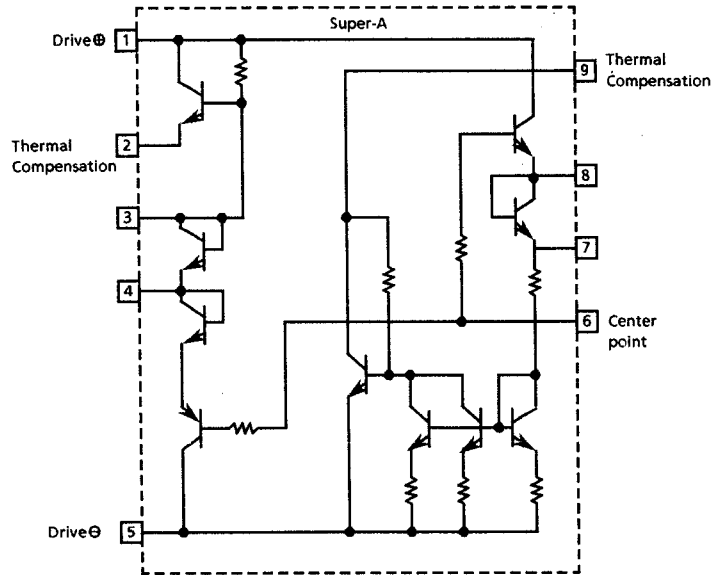 Super-A
Drive⊕ 1
9 Thermal
Compensation
Thermal 2
Compensation
8
3
7
4
6 Center
point
Drive⊖ 5